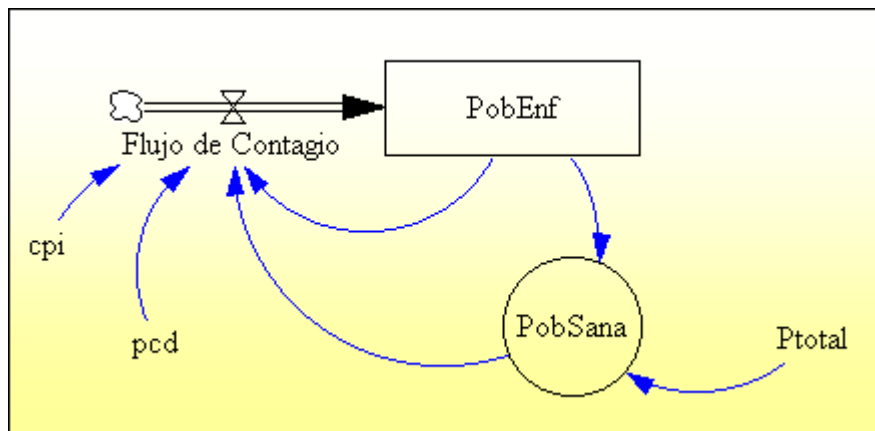 PobEnf
Flujo de Contagio
cpi
pcd
PobSana
Ptotal